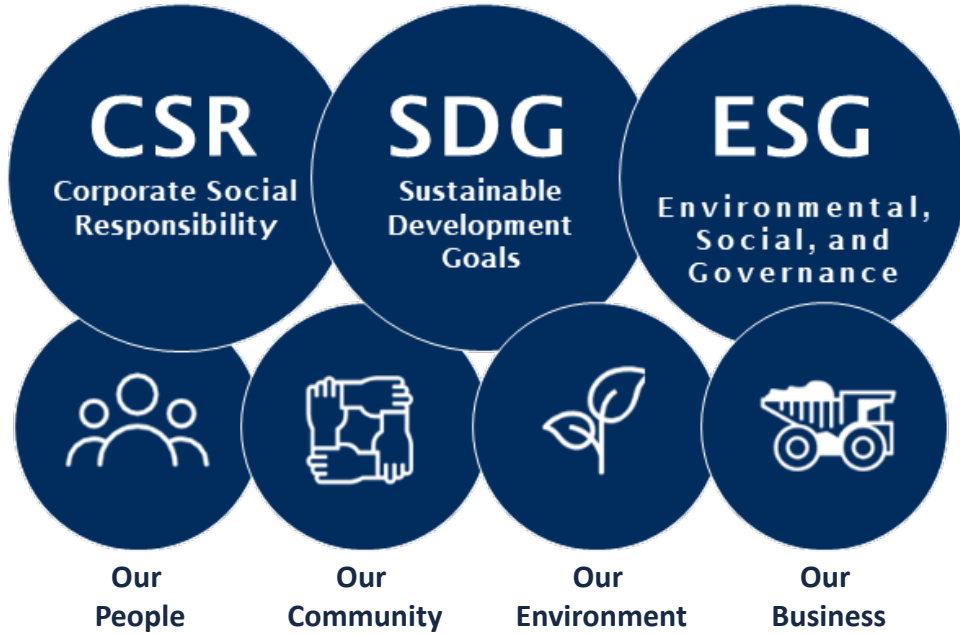 CSR
Corporate Social
Responsibility
SDG
Sustainable
Development
Goals
ESG
Environmental,
Social, and
Governance
Our
People
Our
Community
Our
Environment
Our
Business